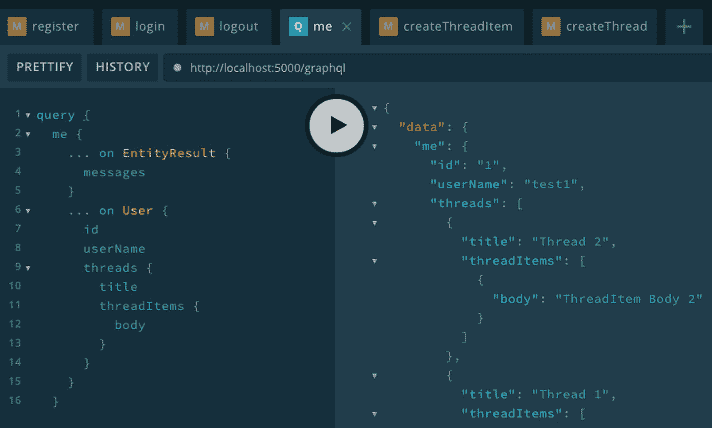 M register M login M logout Q me × M createThreadItem M createThread +
PRETTIFY HISTORY http://localhost:5000/graphql
1 query {
2 me {
3 ... on EntityResult {
4 messages
5 }
6 ... on User {
7 id
8 userName
9 threads {
10 title
11 threadItems {
12 body
13 }
14 }
15 }
16 }
{
"data": {
"me": {
"id": "1",
"userName": "test1",
"threads": [
{
"title": "Thread 2",
"threadItems": [
{
"body": "ThreadItem Body 2"
}
]
},
{
"title": "Thread 1",
"threadItems": [